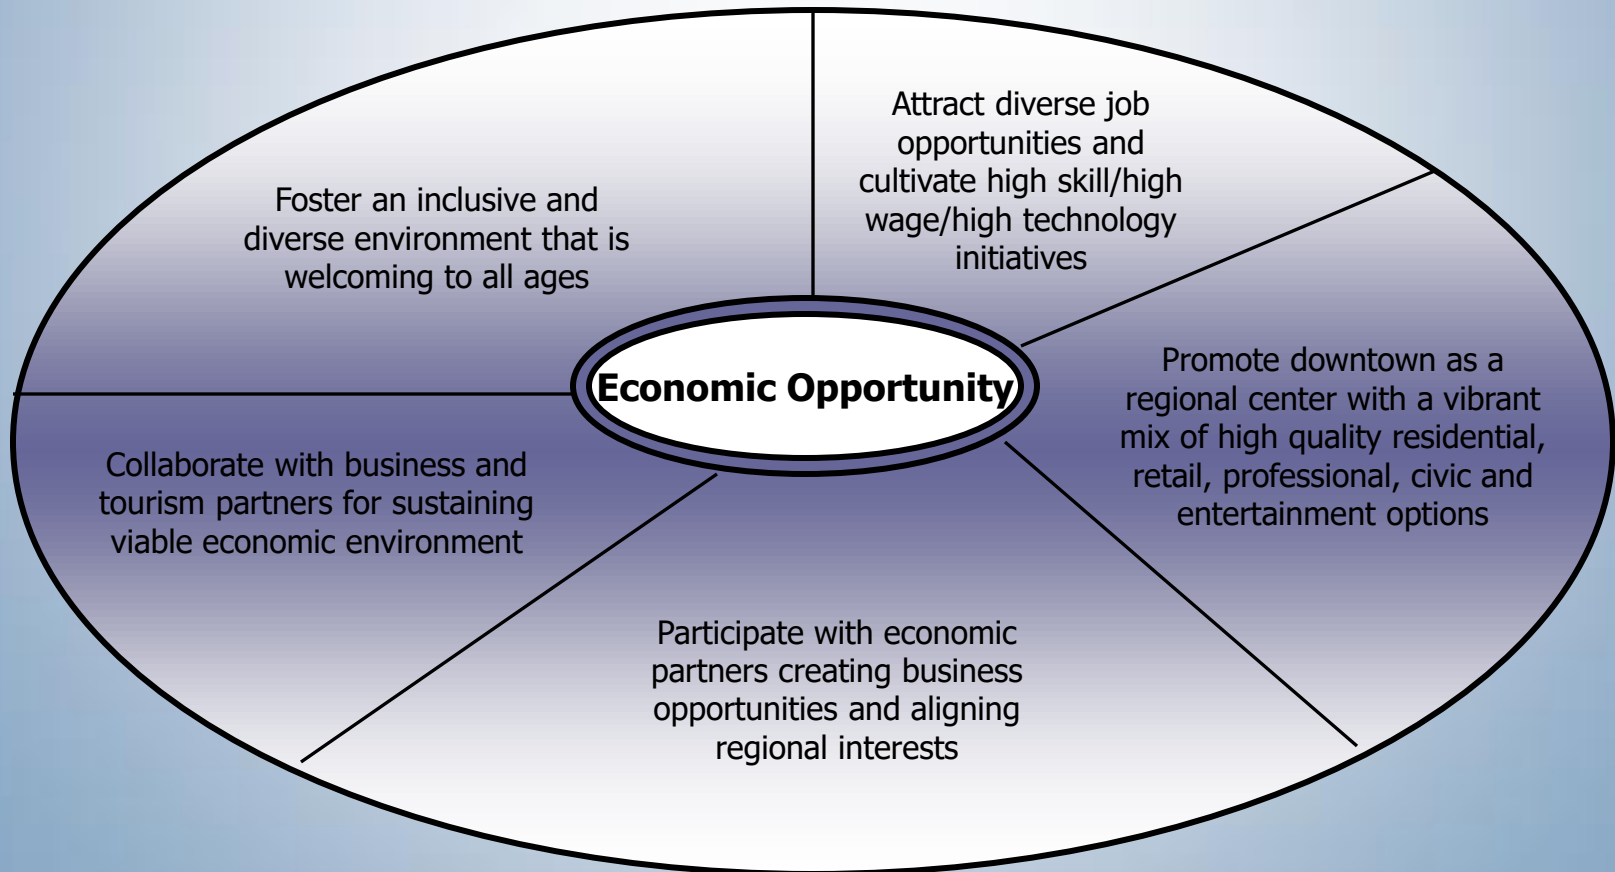 Attract diverse job
opportunities and
cultivate high skill/high
wage/high technology
initiatives
Foster an inclusive and
diverse environment that is
welcoming to all ages
Economic Opportunity
Promote downtown as a
regional center with a vibrant
mix of high quality residential,
retail, professional, civic and
entertainment options
Collaborate with business and
tourism partners for sustaining
viable economic environment
Participate with economic
partners creating business
opportunities and aligning
regional interests